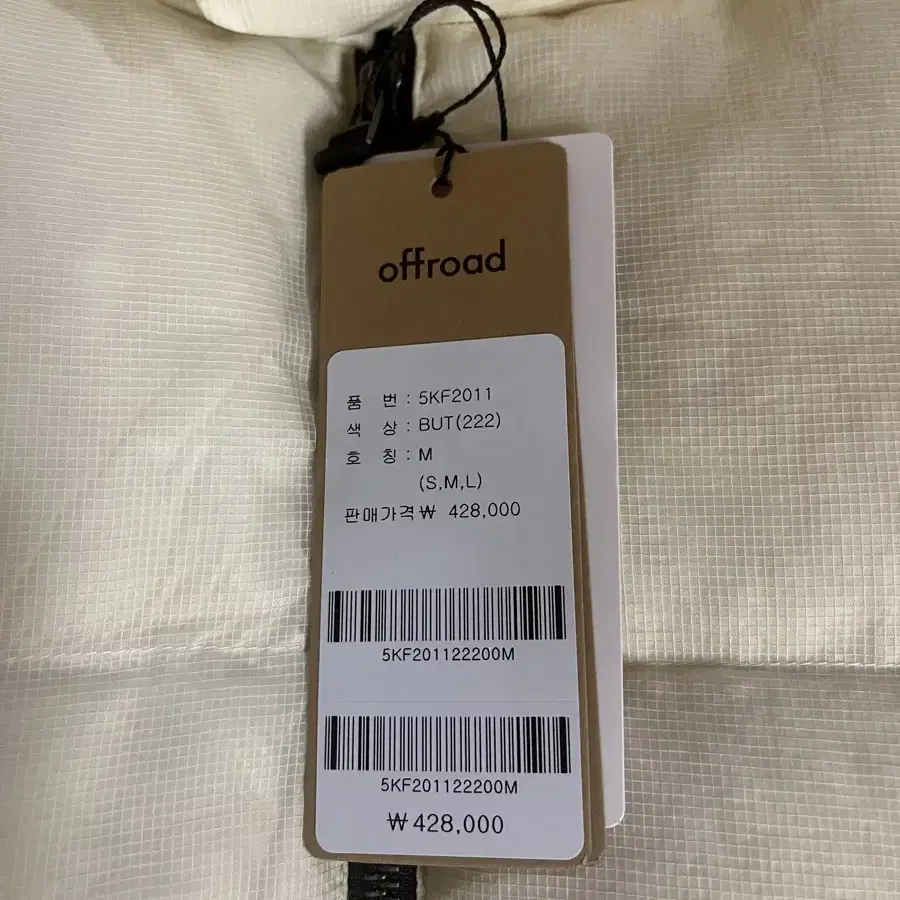 offroad
품 번 : 5KF2011
색 상 : BUT(222)
호 칭 : M
(S,M,L)
판매가격₩ 428,000
5KF201122200M
5KF201122200M
₩428,000